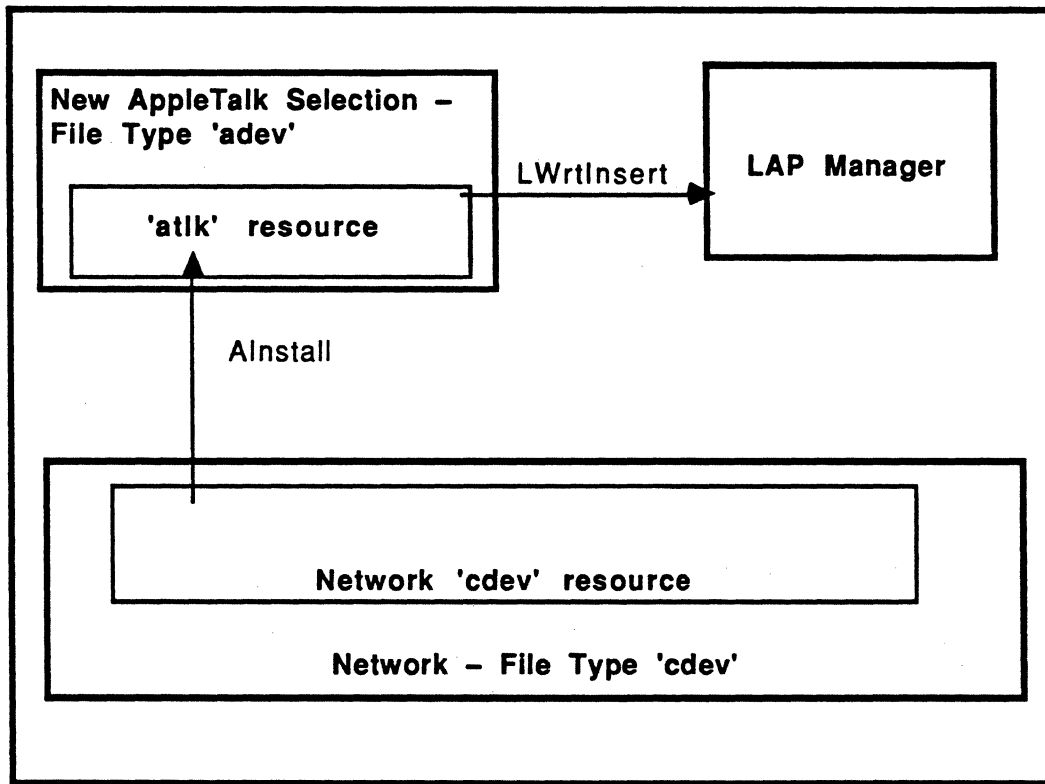 New AppleTalk Selection –
File Type 'adev'
'atlk' resource
LWrtInsert
LAP Manager
AInstall
Network 'cdev' resource
Network – File Type 'cdev'